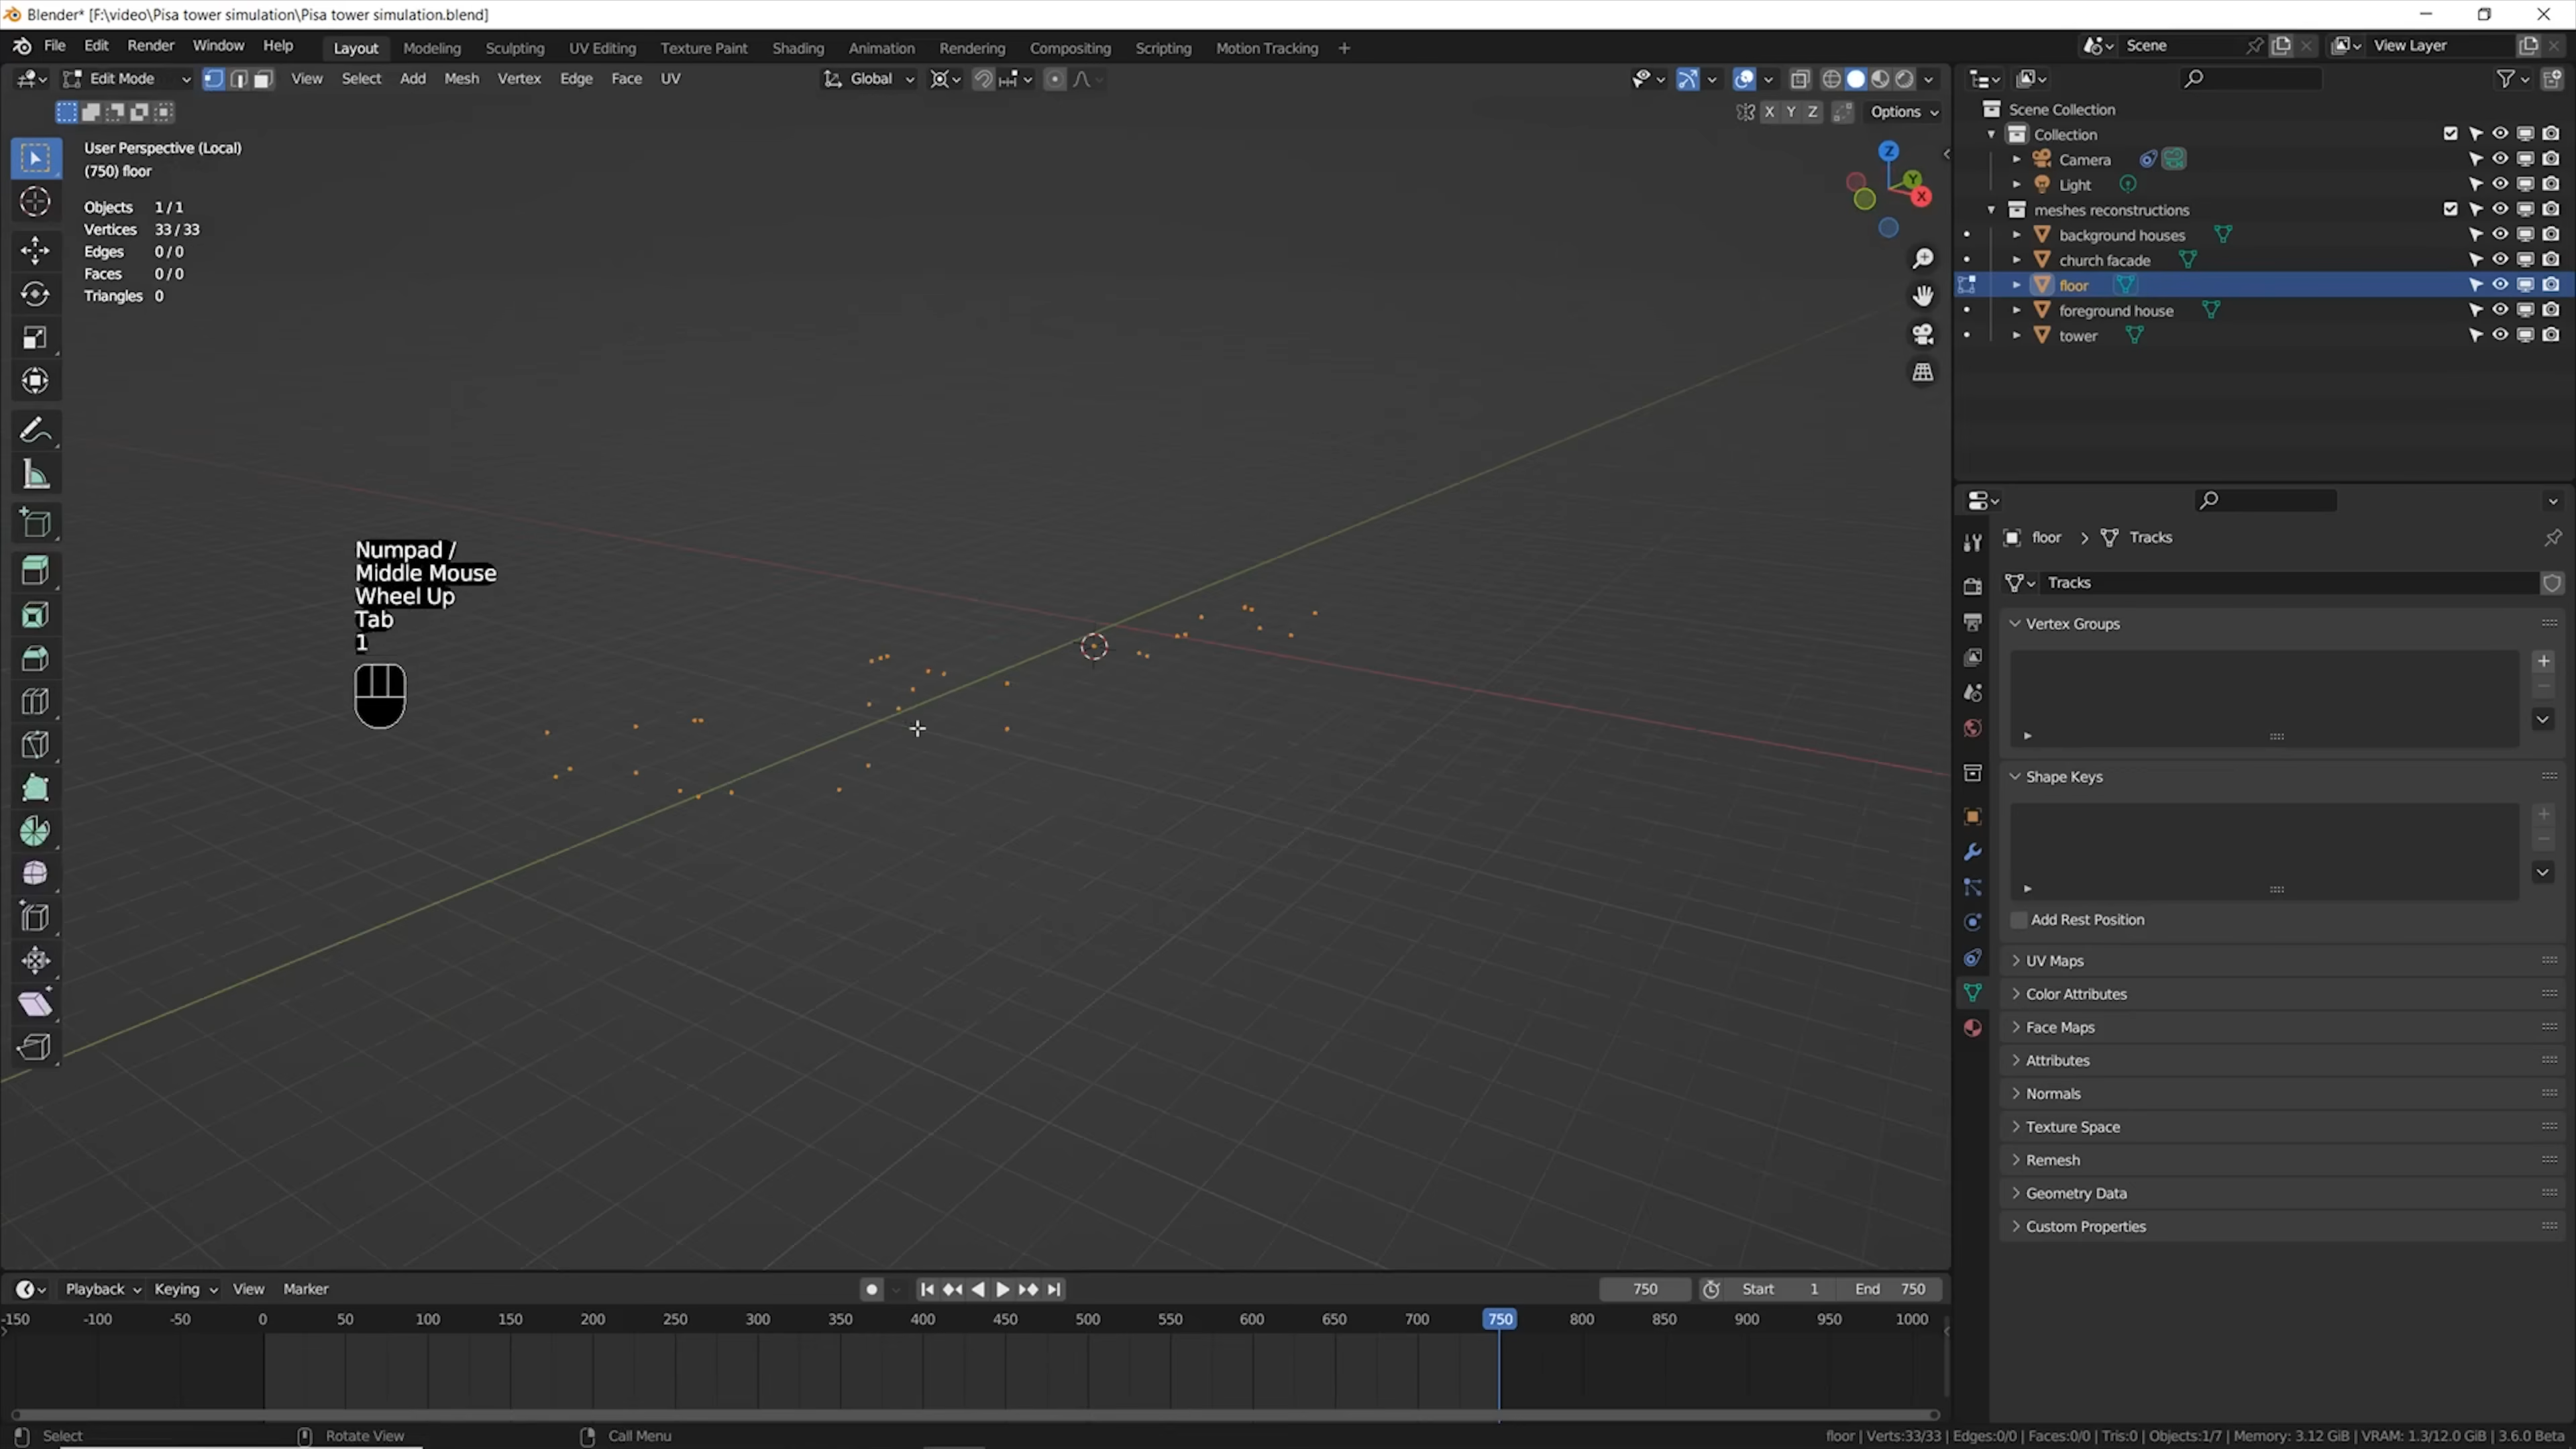 Blender* [F:\video\Pisa tower simulation\Pisa tower simulation.blend]
File Edit Render Window Help Layout Modeling Sculpting UV Editing Texture Paint Shading Animation Rendering Compositing Scripting Motion Tracking + Scene View Layer
Edit Mode View Select Add Mesh Vertex Edge Face UV Global
X Y Z Options
User Perspective (Local)
(750) floor
Objects 1/1
Vertices 33/33
Edges 0/0
Faces 0/0
Triangles 0
Z
Y
X
Numpad /
Middle Mouse
Wheel Up
Tab
1
Scene Collection
Collection
Camera
Light
meshes reconstructions
background houses
church facade
floor
foreground house
tower
floor > Tracks
Tracks
Vertex Groups
Shape Keys
Add Rest Position
UV Maps
Color Attributes
Face Maps
Attributes
Normals
Texture Space
Remesh
Geometry Data
Custom Properties
Playback Keying View Marker 750 Start 1 End 750
-150 -100 -50 0 50 100 150 200 250 300 350 400 450 500 550 600 650 700 750 800 850 900 950 1000
Select Rotate View Call Menu floor | Verts:33/33 | Edges:0/0 | Faces:0/0 | Tris:0 | Objects:1/7 | Memory: 3.12 GiB | VRAM: 1.3/12.0 GiB | 3.6.0 Beta